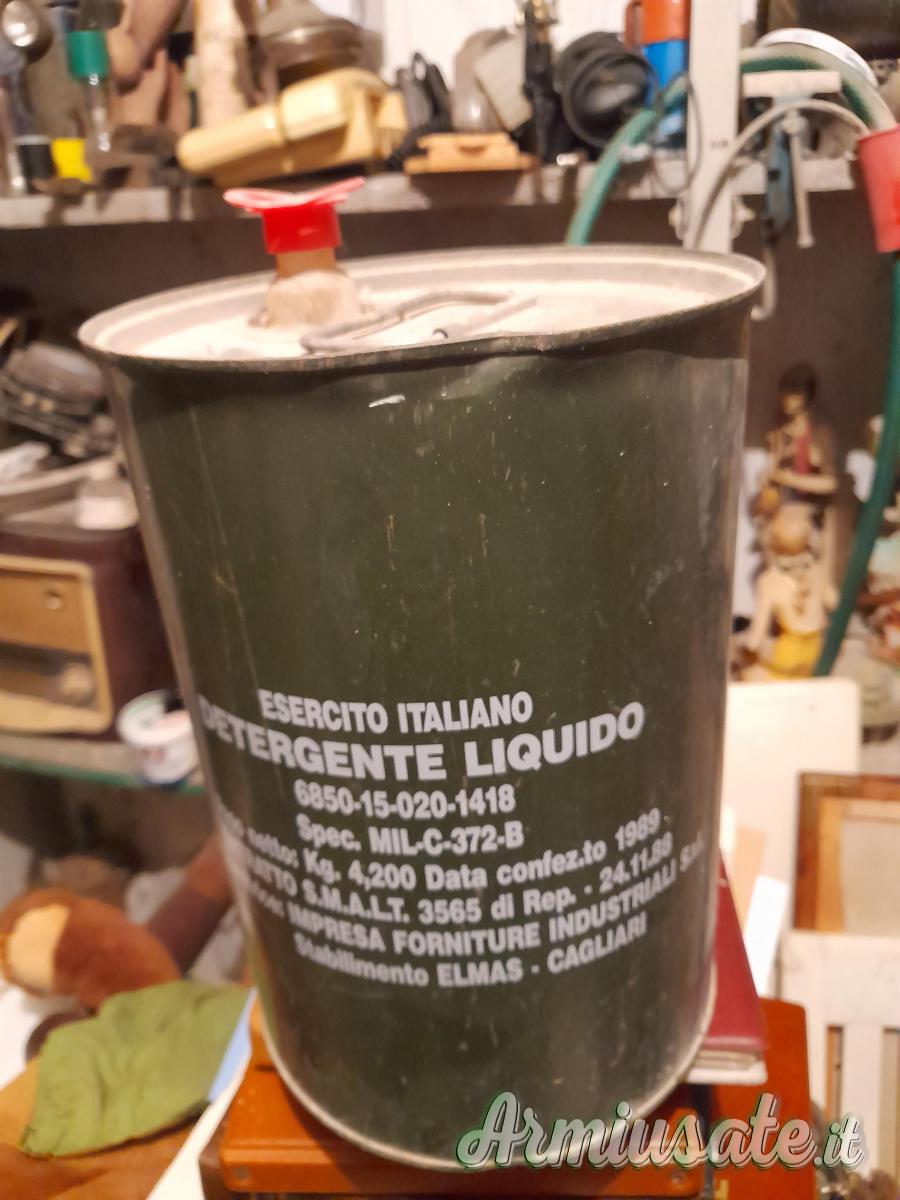 ESERCITO ITALIANO
DETERGENTE LIQUIDO
6850-15-020-1418
Spec. MIL-C-372-B
netto: Kg. 4,200 Data confez.to 1989
S.M.A.L.T. 3565 di Rep. - 24.11.88
IMPRESA FORNITURE INDUSTRIALI S.r.l.
Stabilimento ELMAS - CAGLIARI
Armiusate.it